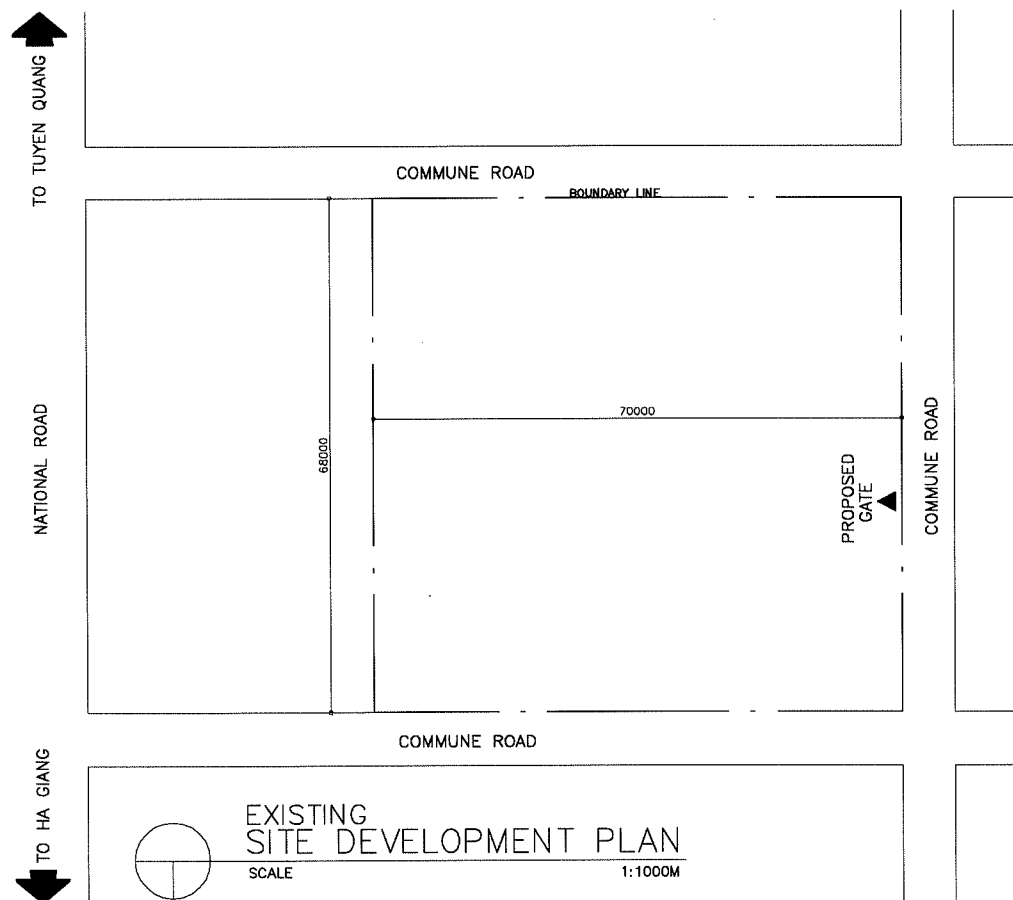 TO TUYEN QUANG
COMMUNE ROAD
BOUNDARY LINE
70000
68000
NATIONAL ROAD
PROPOSED
GATE
COMMUNE ROAD
COMMUNE ROAD
TO HA GIANG
EXISTING
SITE DEVELOPMENT PLAN
SCALE 1:1000M